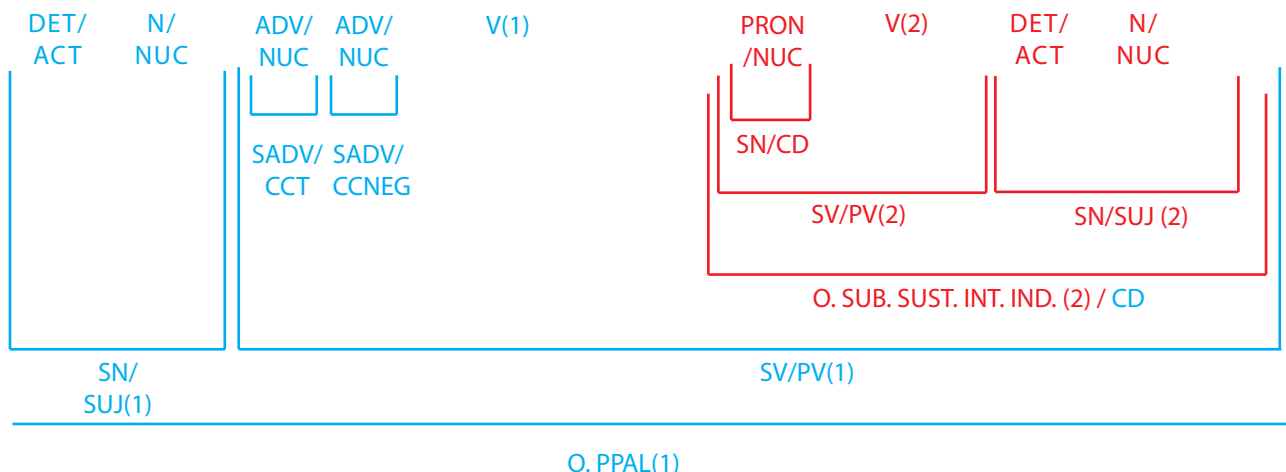 DET/ N/ ADV/ ADV/ V(1) PRON V(2) DET/ N/
ACT NUC NUC NUC /NUC ACT NUC
SN/CD
SADV/ SADV/
CCT CCNEG
SV/PV(2) SN/SUJ (2)
O. SUB. SUST. INT. IND. (2) / CD
SN/ SV/PV(1)
SUJ(1)
O. PPAL(1)